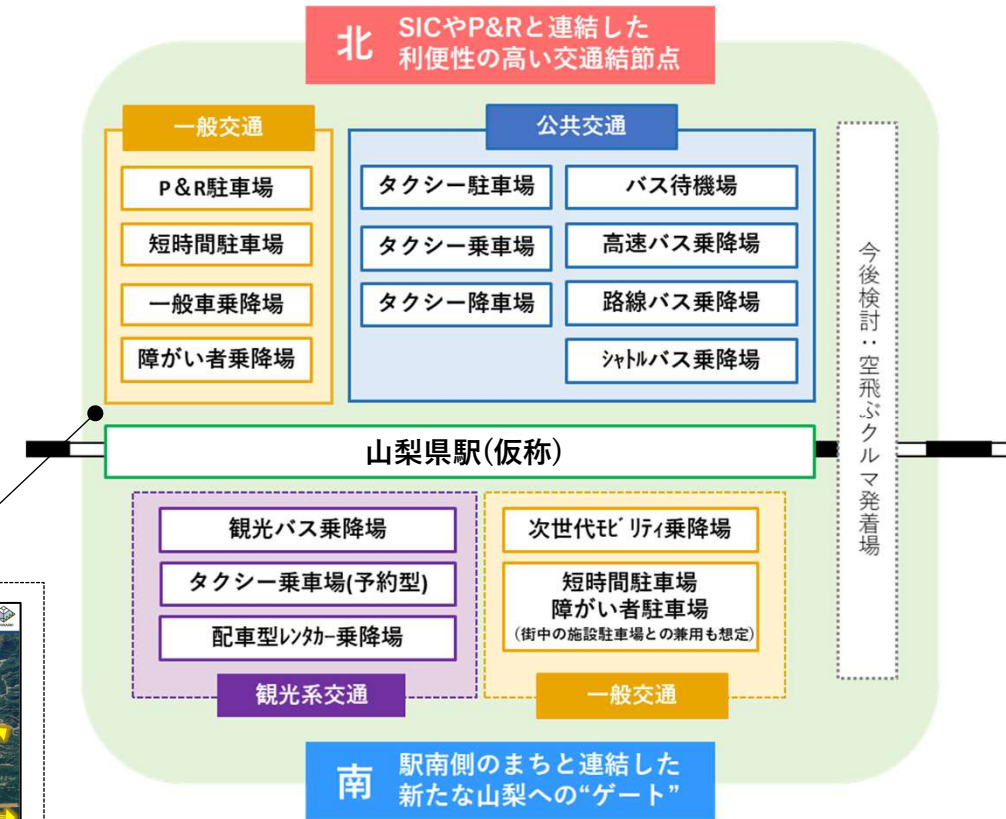 北
SICやP&Rと連結した
利便性の高い交通結節点
一般交通
P&R駐車場
短時間駐車場
一般車乗降場
障がい者乗降場
公共交通
タクシー駐車場
タクシー乗車場
タクシー降車場
バス待機場
高速バス乗降場
路線バス乗降場
ｼｬﾄﾙバス乗降場
今後検討：空飛ぶクルマ発着場
山梨県駅(仮称)
観光バス乗降場
タクシー乗車場(予約型)
配車型ﾚﾝﾀｶｰ乗降場
観光系交通
次世代ﾓﾋﾞﾘﾃｨ乗降場
短時間駐車場
障がい者駐車場
（街中の施設駐車場との兼用も想定）
一般交通
南
駅南側のまちと連結した
新たな山梨への“ゲート”